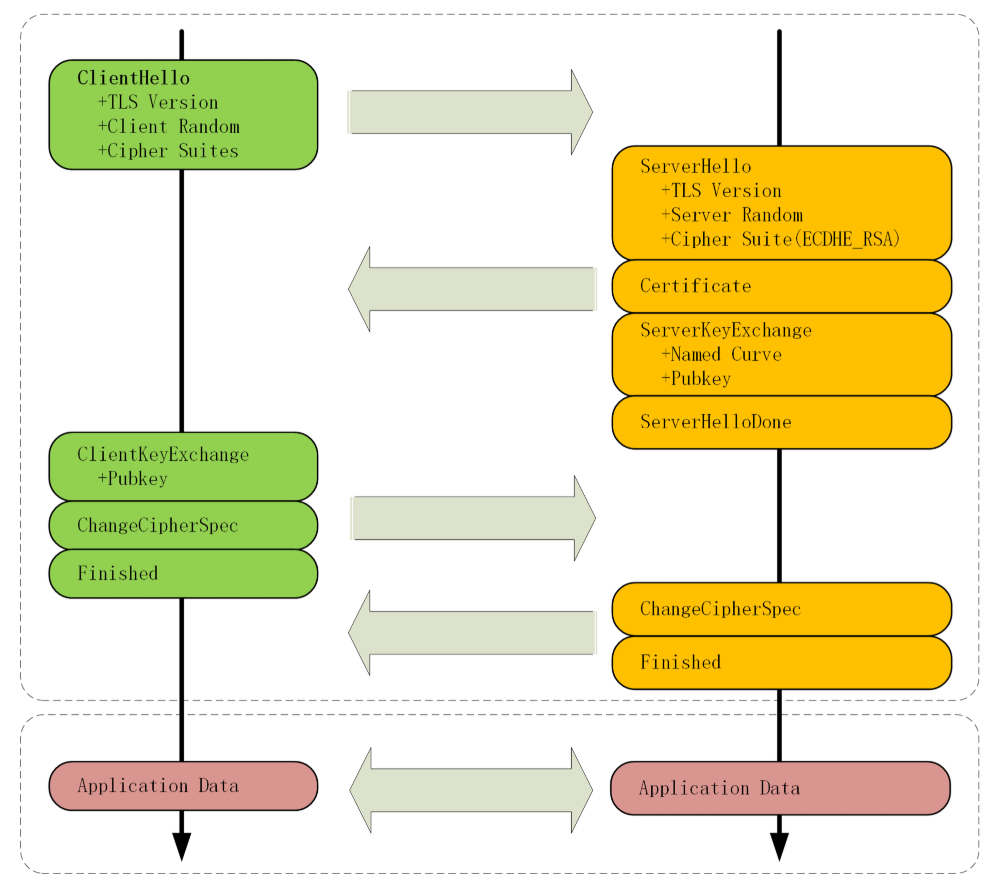 ClientHello
+TLS Version
+Client Random
+Cipher Suites
ServerHello
+TLS Version
+Server Random
+Cipher Suite(ECDHE_RSA)
Certificate
ServerKeyExchange
+Named Curve
+Pubkey
ServerHelloDone
ClientKeyExchange
+Pubkey
ChangeCipherSpec
Finished
ChangeCipherSpec
Finished
Application Data
Application Data